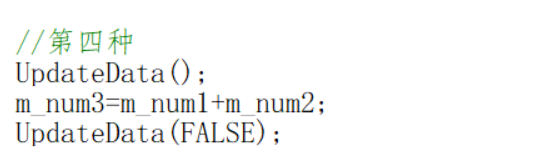 //第四种
UpdateData();
m_num3=m_num1+m_num2;
UpdateData(FALSE);